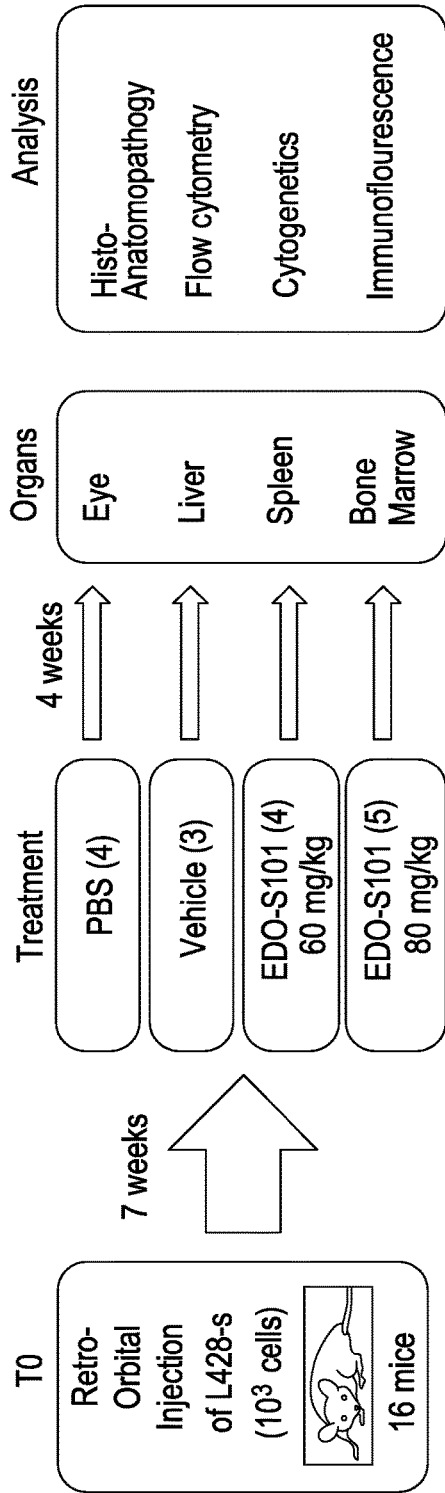 T0
Retro-
Orbital
Injection
of L428-s
(10³ cells)
16 mice
7 weeks
Treatment
PBS (4)
Vehicle (3)
EDO-S101 (4)
60 mg/kg
EDO-S101 (5)
80 mg/kg
4 weeks
Organs
Eye
Liver
Spleen
Bone
Marrow
Analysis
Histo-
Anatomopathogy
Flow cytometry
Cytogenetics
Immunoflourescence